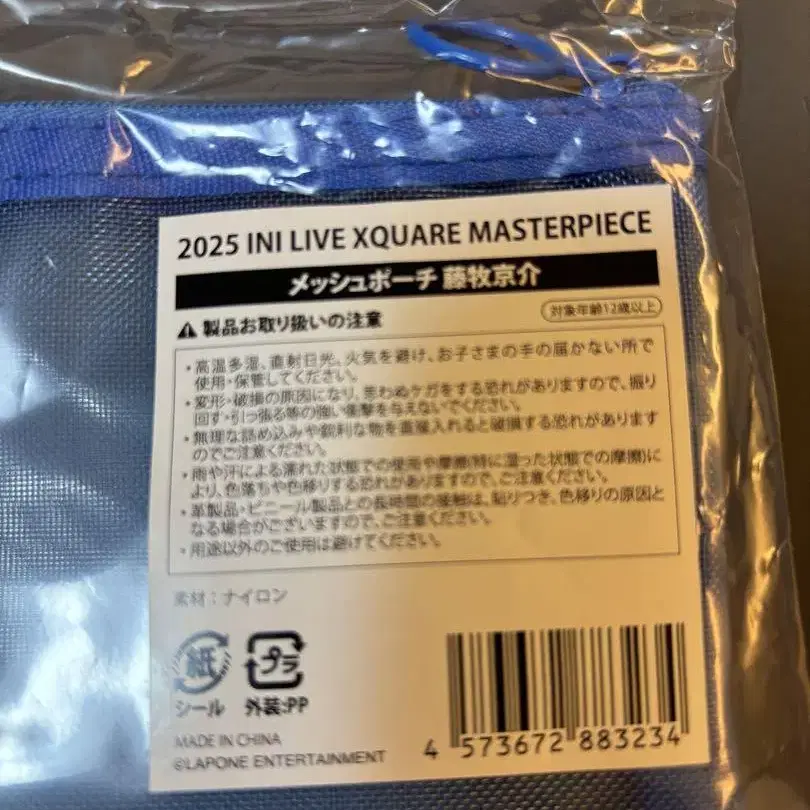 2025 INI LIVE XQUARE MASTERPIECE
メッシュポーチ 藤牧京介
対象年齢12歳以上
⚠ 製品お取り扱いの注意
・高温多湿、直射日光、火気を避け、お子さまの手の届かない所で
使用・保管してください。
・変形・破損の原因になり、思わぬケガをする恐れがありますので、振り
回す・引っ張る等の強い衝撃を与えないでください。
・無理な詰め込みや鋭利な物を直接入れると破損する恐れがあります
のでご注意ください。
・雨や汗による濡れた状態での使用や摩擦(特に湿った状態での摩擦)に
より、色落ちや色移りする恐れがありますので、ご注意ください。
・革製品・ビニール製品との長時間の接触は、貼りつき、色移りの原因と
なる場合がございますので、ご注意ください。
・用途以外のご使用は避けてください。
素材：ナイロン
紙
プラ
シール 外装:PP
MADE IN CHINA
©LAPONE ENTERTAINMENT
4 573672 883234